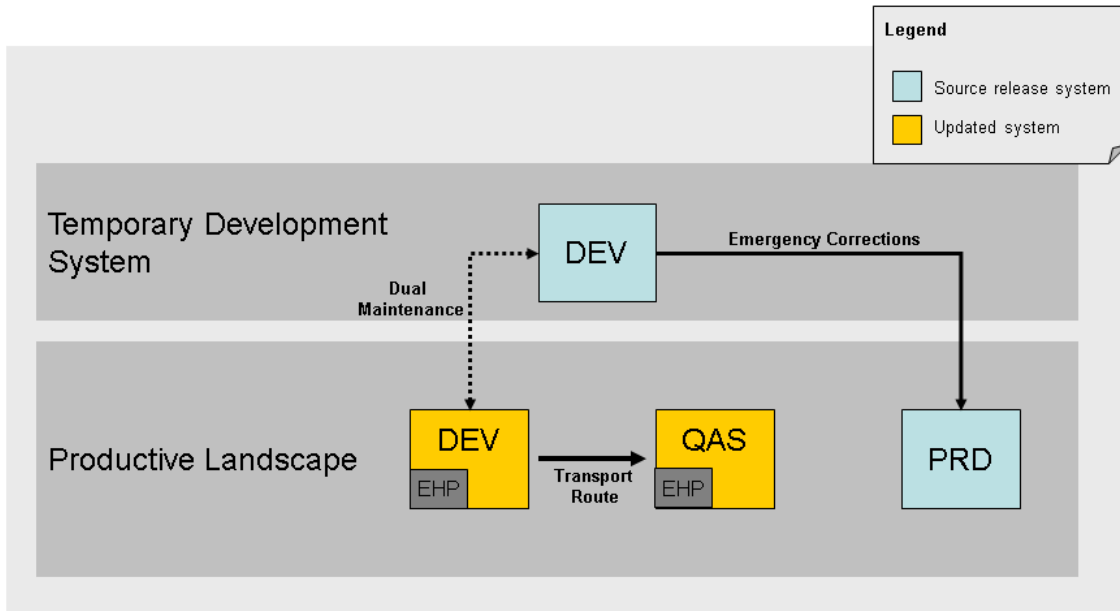 Legend
Source release system
Updated system
Temporary Development
System
DEV
Emergency Corrections
Dual
Maintenance
Productive Landscape
DEV
EHP
Transport
Route
QAS
EHP
PRD